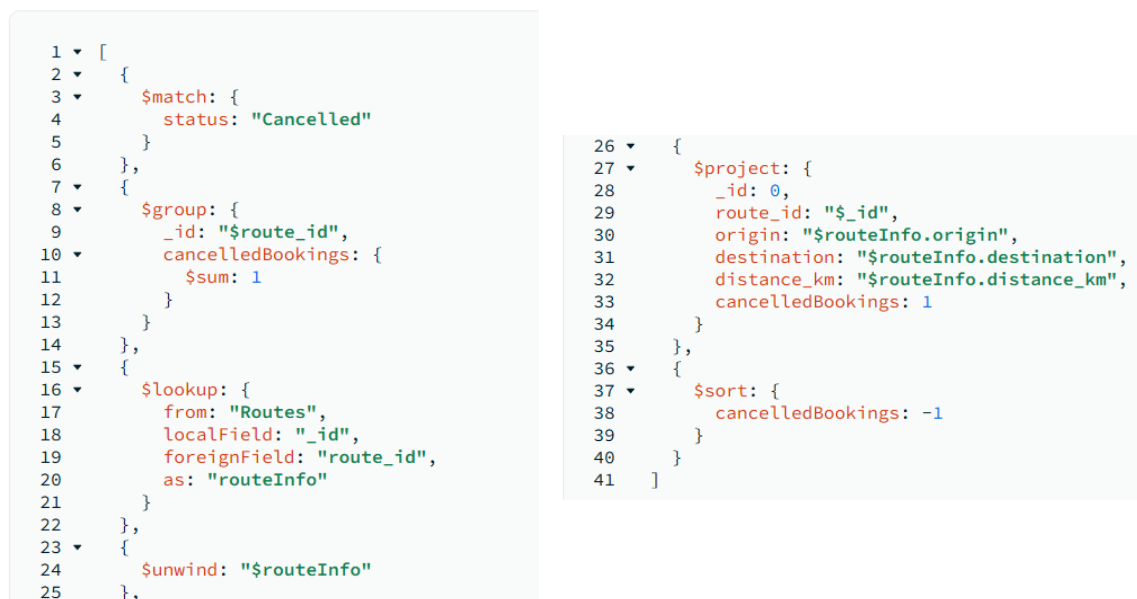 1 [
2 {
3 $match: {
4 status: "Cancelled"
5 }
6 },
7 {
8 $group: {
9 _id: "$route_id",
10 cancelledBookings: {
11 $sum: 1
12 }
13 }
14 },
15 {
16 $lookup: {
17 from: "Routes",
18 localField: "_id",
19 foreignField: "route_id",
20 as: "routeInfo"
21 }
22 },
23 {
24 $unwind: "$routeInfo"
25 },
26 {
27 $project: {
28 _id: 0,
29 route_id: "$_id",
30 origin: "$routeInfo.origin",
31 destination: "$routeInfo.destination",
32 distance_km: "$routeInfo.distance_km",
33 cancelledBookings: 1
34 }
35 },
36 {
37 $sort: {
38 cancelledBookings: -1
39 }
40 }
41 ]